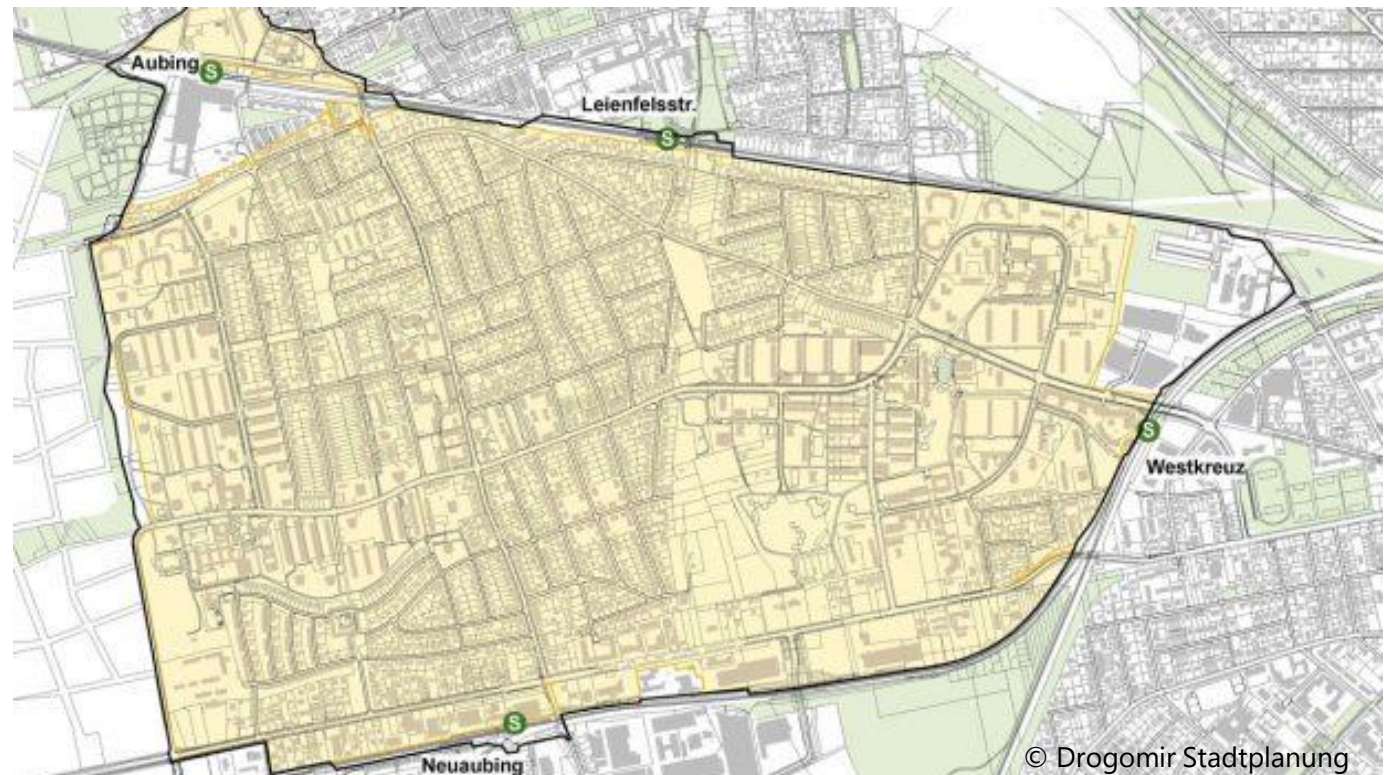 Aubing
S
Leienfelsstr.
S
S
Westkreuz
S
Neuaubing
© Drogomir Stadtplanung